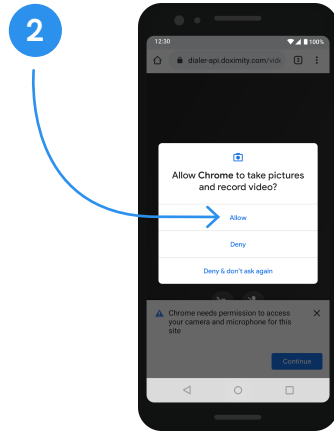 2
12:30
100%
dialer-api.doximity.com/vide
3
Allow Chrome to take pictures
and record video?
Allow
Deny
Deny & don't ask again
Chrome needs permission to access
your camera and microphone for this
site
Continue